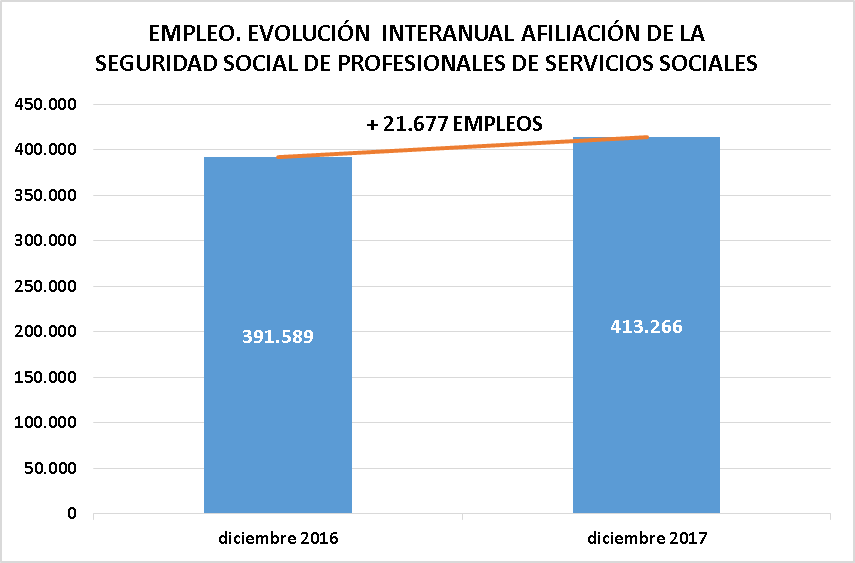 EMPLEO. EVOLUCIÓN INTERANUAL AFILIACIÓN DE LA
SEGURIDAD SOCIAL DE PROFESIONALES DE SERVICIOS SOCIALES
450.000
+ 21.677 EMPLEOS
400.000
350.000
300.000
250.000
200.000
150.000
100.000
50.000
0
391.589
413.266
diciembre 2016
diciembre 2017